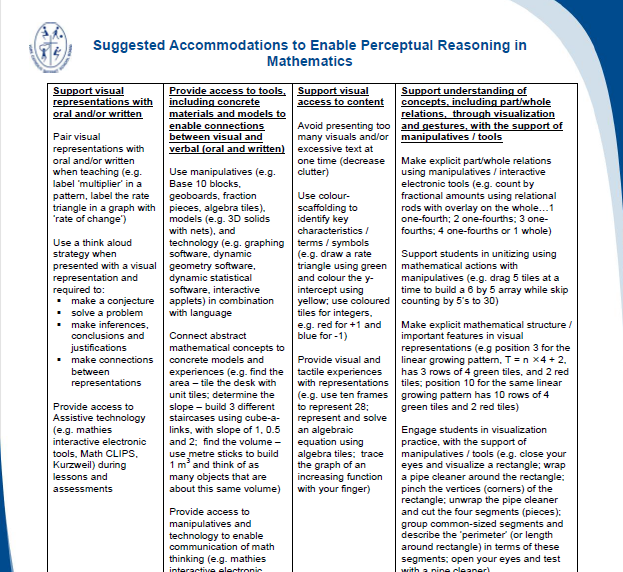 Suggested Accommodations to Enable Perceptual Reasoning in
Mathematics
Support visual
representations with
oral and/or written
Pair visual
representations with
oral and/or written
when teaching (e.g.
label 'multiplier' in a
pattern, label the rate
triangle in a graph with
'rate of change')
Use a think aloud
strategy when
presented with a visual
representation and
required to:
▪ make a conjecture
▪ solve a problem
▪ make inferences,
conclusions and
justifications
▪ make connections
between
representations
Provide access to
Assistive technology
(e.g. mathies
interactive electronic
tools, Math CLIPS,
Kurzweil) during
lessons and
assessments
Provide access to tools,
including concrete
materials and models to
enable connections
between visual and
verbal (oral and written)
Use manipulatives (e.g.
Base 10 blocks,
geoboards, fraction
pieces, algebra tiles),
models (e.g. 3D solids
with nets), and
technology (e.g. graphing
software, dynamic
geometry software,
dynamic statistical
software, interactive
applets) in combination
with language
Connect abstract
mathematical concepts to
concrete models and
experiences (e.g. find the
area – tile the desk with
unit tiles; determine the
slope – build 3 different
staircases using cube-a-
links, with slope of 1, 0.5
and 2; find the volume –
use metre sticks to build
1 m³ and think of as
many objects that are
about this same volume)
Provide access to
manipulatives and
technology to enable
communication of math
thinking (e.g. mathies
interactive electronic
Support visual
access to content
Avoid presenting too
many visuals and/or
excessive text at
one time (decrease
clutter)
Use colour-
scaffolding to
identify key
characteristics /
terms / symbols
(e.g. draw a rate
triangle using green
and colour the y-
intercept using
yellow; use coloured
tiles for integers,
e.g. red for +1 and
blue for -1)
Provide visual and
tactile experiences
with representations
(e.g. use ten frames
to represent 28;
represent and solve
an algebraic
equation using
algebra tiles; trace
the graph of an
increasing function
with your finger)
Support understanding of
concepts, including part/whole
relations, through visualization
and gestures, with the support of
manipulatives / tools
Make explicit part/whole relations
using manipulatives / interactive
electronic tools (e.g. count by
fractional amounts using relational
rods with overlay on the whole…1
one-fourth; 2 one-fourths; 3 one-
fourths; 4 one-fourths or 1 whole)
Support students in unitizing using
mathematical actions with
manipulatives (e.g. drag 5 tiles at a
time to build a 6 by 5 array while skip
counting by 5's to 30)
Make explicit mathematical structure /
important features in visual
representations (e.g position 3 for the
linear growing pattern, T = n ×4 + 2,
has 3 rows of 4 green tiles, and 2 red
tiles; position 10 for the same linear
growing pattern has 10 rows of 4
green tiles and 2 red tiles)
Engage students in visualization
practice, with the support of
manipulatives / tools (e.g. close your
eyes and visualize a rectangle; wrap
a pipe cleaner around the rectangle;
pinch the vertices (corners) of the
rectangle; unwrap the pipe cleaner
and cut the four segments (pieces);
group common-sized segments and
describe the 'perimeter' (or length
around rectangle) in terms of these
segments; open your eyes and test
with a pipe cleaner)